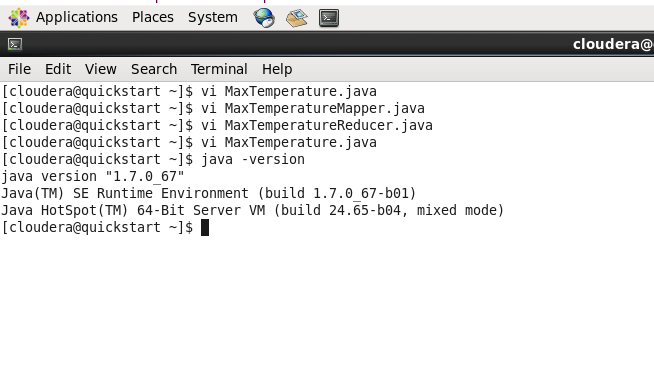 Applications Places System
cloudera@
File Edit View Search Terminal Help
[cloudera@quickstart ~]$ vi MaxTemperature.java
[cloudera@quickstart ~]$ vi MaxTemperatureMapper.java
[cloudera@quickstart ~]$ vi MaxTemperatureReducer.java
[cloudera@quickstart ~]$ vi MaxTemperature.java
[cloudera@quickstart ~]$ java -version
java version "1.7.0_67"
Java(TM) SE Runtime Environment (build 1.7.0_67-b01)
Java HotSpot(TM) 64-Bit Server VM (build 24.65-b04, mixed mode)
[cloudera@quickstart ~]$